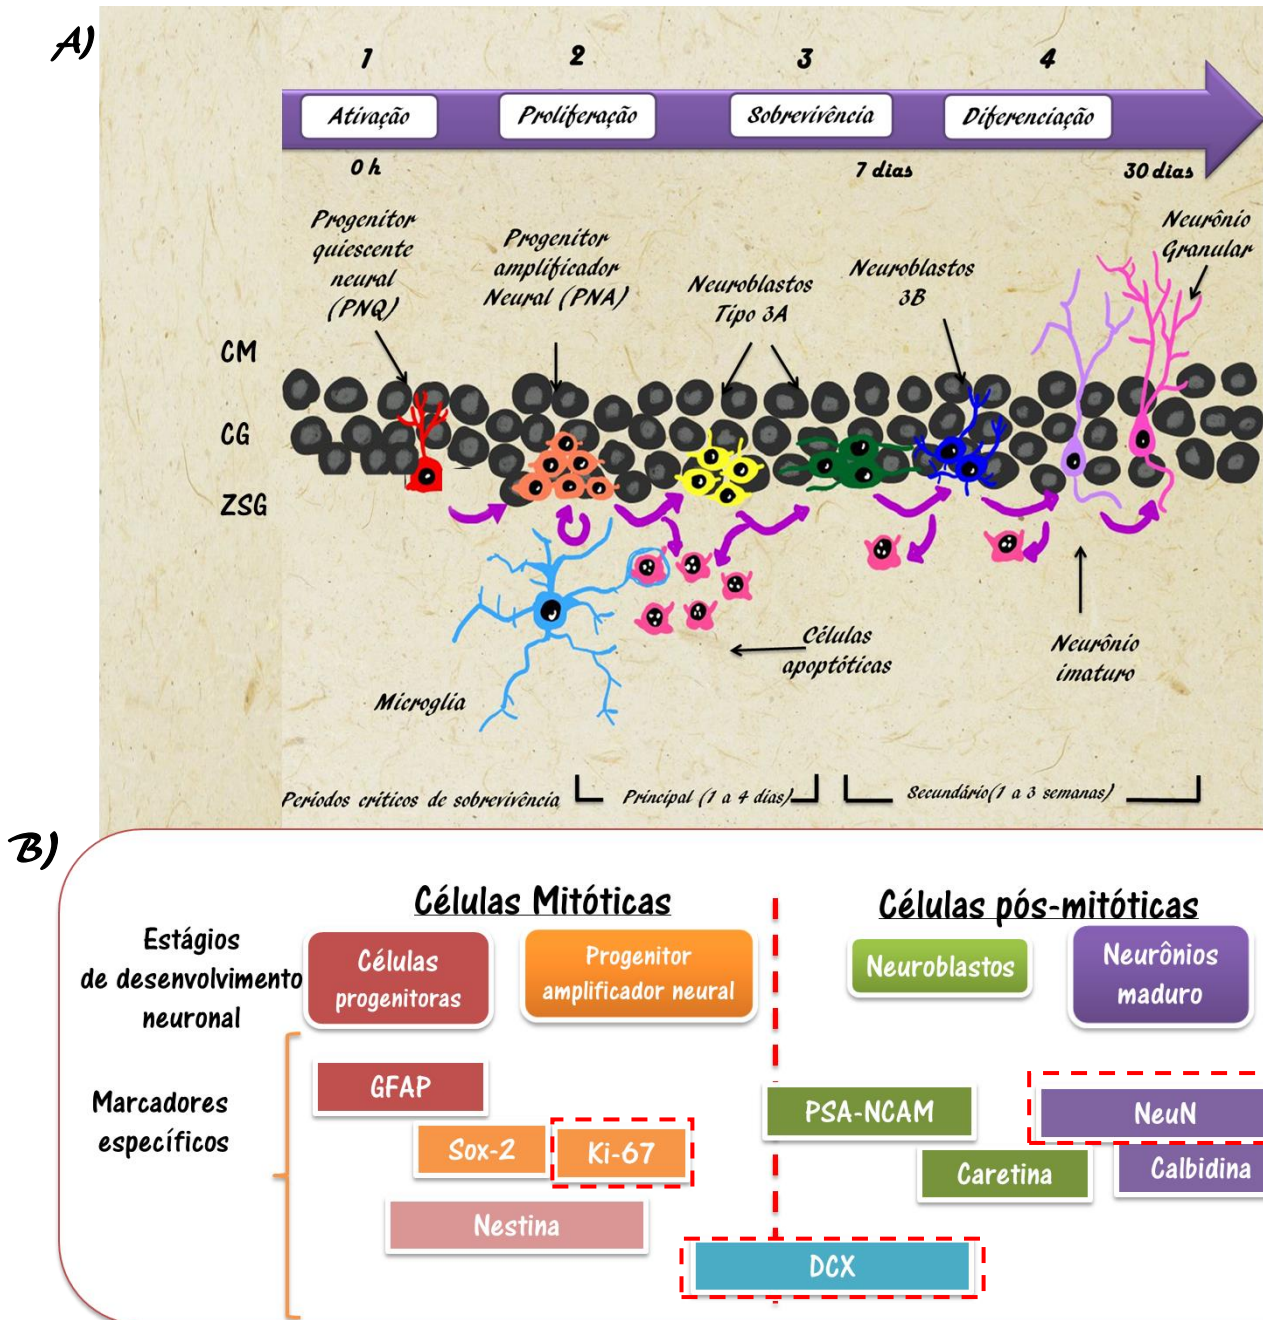 A)
1
2
3
4
Ativação
Proliferação
Sobrevivência
Diferenciação
0 h
7 dias
30 dias
Progenitor
quiescente
neural
(PNQ)
Progenitor
amplificador
Neural (PNA)
Neuroblastos
Tipo 3A
Neuroblastos
3B
Neurônio
Granular
CM
CG
ZSG
Microglia
Células
apoptóticas
Neurônio
imaturo
Períodos críticos de sobrevivência
Principal (1 a 4 dias)
Secundário(1 a 3 semanas)
B)
Células Mitóticas
Células pós-mitóticas
Estágios
de desenvolvimento
neuronal
Células
progenitoras
Progenitor
amplificador neural
Neuroblastos
Neurônios
maduro
Marcadores
específicos
GFAP
PSA-NCAM
NeuN
Sox-2
Ki-67
Caretina
Calbidina
Nestina
DCX